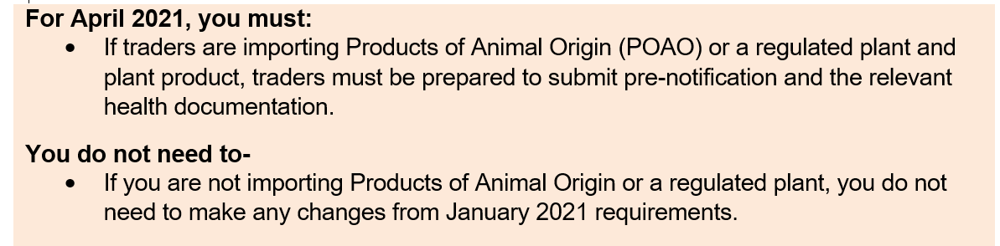 For April 2021, you must:
• If traders are importing Products of Animal Origin (POAO) or a regulated plant and
plant product, traders must be prepared to submit pre-notification and the relevant
health documentation.
You do not need to-
• If you are not importing Products of Animal Origin or a regulated plant, you do not
need to make any changes from January 2021 requirements.